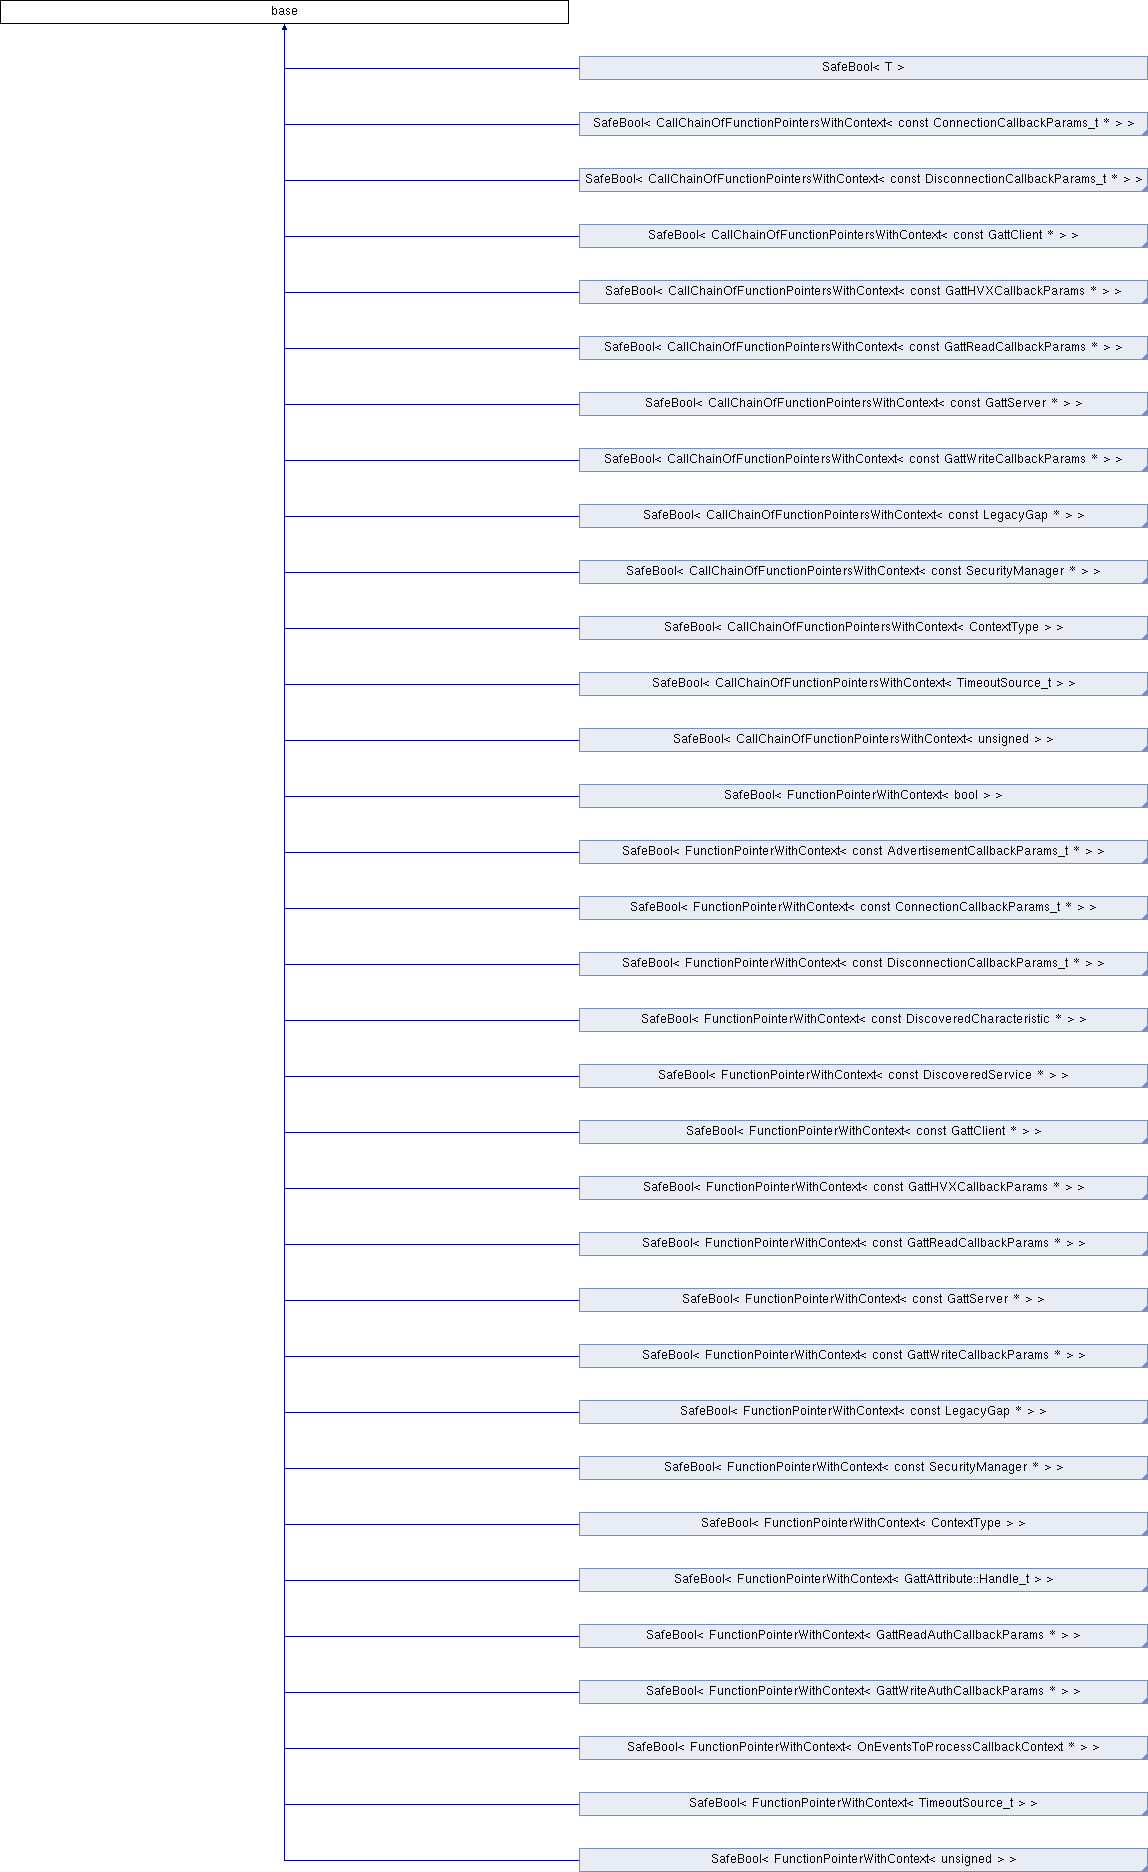 base
SafeBool< T >
SafeBool< CallChainOfFunctionPointersWithContext< const ConnectionCallbackParams_t * > >
SafeBool< CallChainOfFunctionPointersWithContext< const DisconnectionCallbackParams_t * > >
SafeBool< CallChainOfFunctionPointersWithContext< const GattClient * > >
SafeBool< CallChainOfFunctionPointersWithContext< const GattHVXCallbackParams * > >
SafeBool< CallChainOfFunctionPointersWithContext< const GattReadCallbackParams * > >
SafeBool< CallChainOfFunctionPointersWithContext< const GattServer * > >
SafeBool< CallChainOfFunctionPointersWithContext< const GattWriteCallbackParams * > >
SafeBool< CallChainOfFunctionPointersWithContext< const LegacyGap * > >
SafeBool< CallChainOfFunctionPointersWithContext< const SecurityManager * > >
SafeBool< CallChainOfFunctionPointersWithContext< ContextType > >
SafeBool< CallChainOfFunctionPointersWithContext< TimeoutSource_t > >
SafeBool< CallChainOfFunctionPointersWithContext< unsigned > >
SafeBool< FunctionPointerWithContext< bool > >
SafeBool< FunctionPointerWithContext< const AdvertisementCallbackParams_t * > >
SafeBool< FunctionPointerWithContext< const ConnectionCallbackParams_t * > >
SafeBool< FunctionPointerWithContext< const DisconnectionCallbackParams_t * > >
SafeBool< FunctionPointerWithContext< const DiscoveredCharacteristic * > >
SafeBool< FunctionPointerWithContext< const DiscoveredService * > >
SafeBool< FunctionPointerWithContext< const GattClient * > >
SafeBool< FunctionPointerWithContext< const GattHVXCallbackParams * > >
SafeBool< FunctionPointerWithContext< const GattReadCallbackParams * > >
SafeBool< FunctionPointerWithContext< const GattServer * > >
SafeBool< FunctionPointerWithContext< const GattWriteCallbackParams * > >
SafeBool< FunctionPointerWithContext< const LegacyGap * > >
SafeBool< FunctionPointerWithContext< const SecurityManager * > >
SafeBool< FunctionPointerWithContext< ContextType > >
SafeBool< FunctionPointerWithContext< GattAttribute::Handle_t > >
SafeBool< FunctionPointerWithContext< GattReadAuthCallbackParams * > >
SafeBool< FunctionPointerWithContext< GattWriteAuthCallbackParams * > >
SafeBool< FunctionPointerWithContext< OnEventsToProcessCallbackContext * > >
SafeBool< FunctionPointerWithContext< TimeoutSource_t > >
SafeBool< FunctionPointerWithContext< unsigned > >